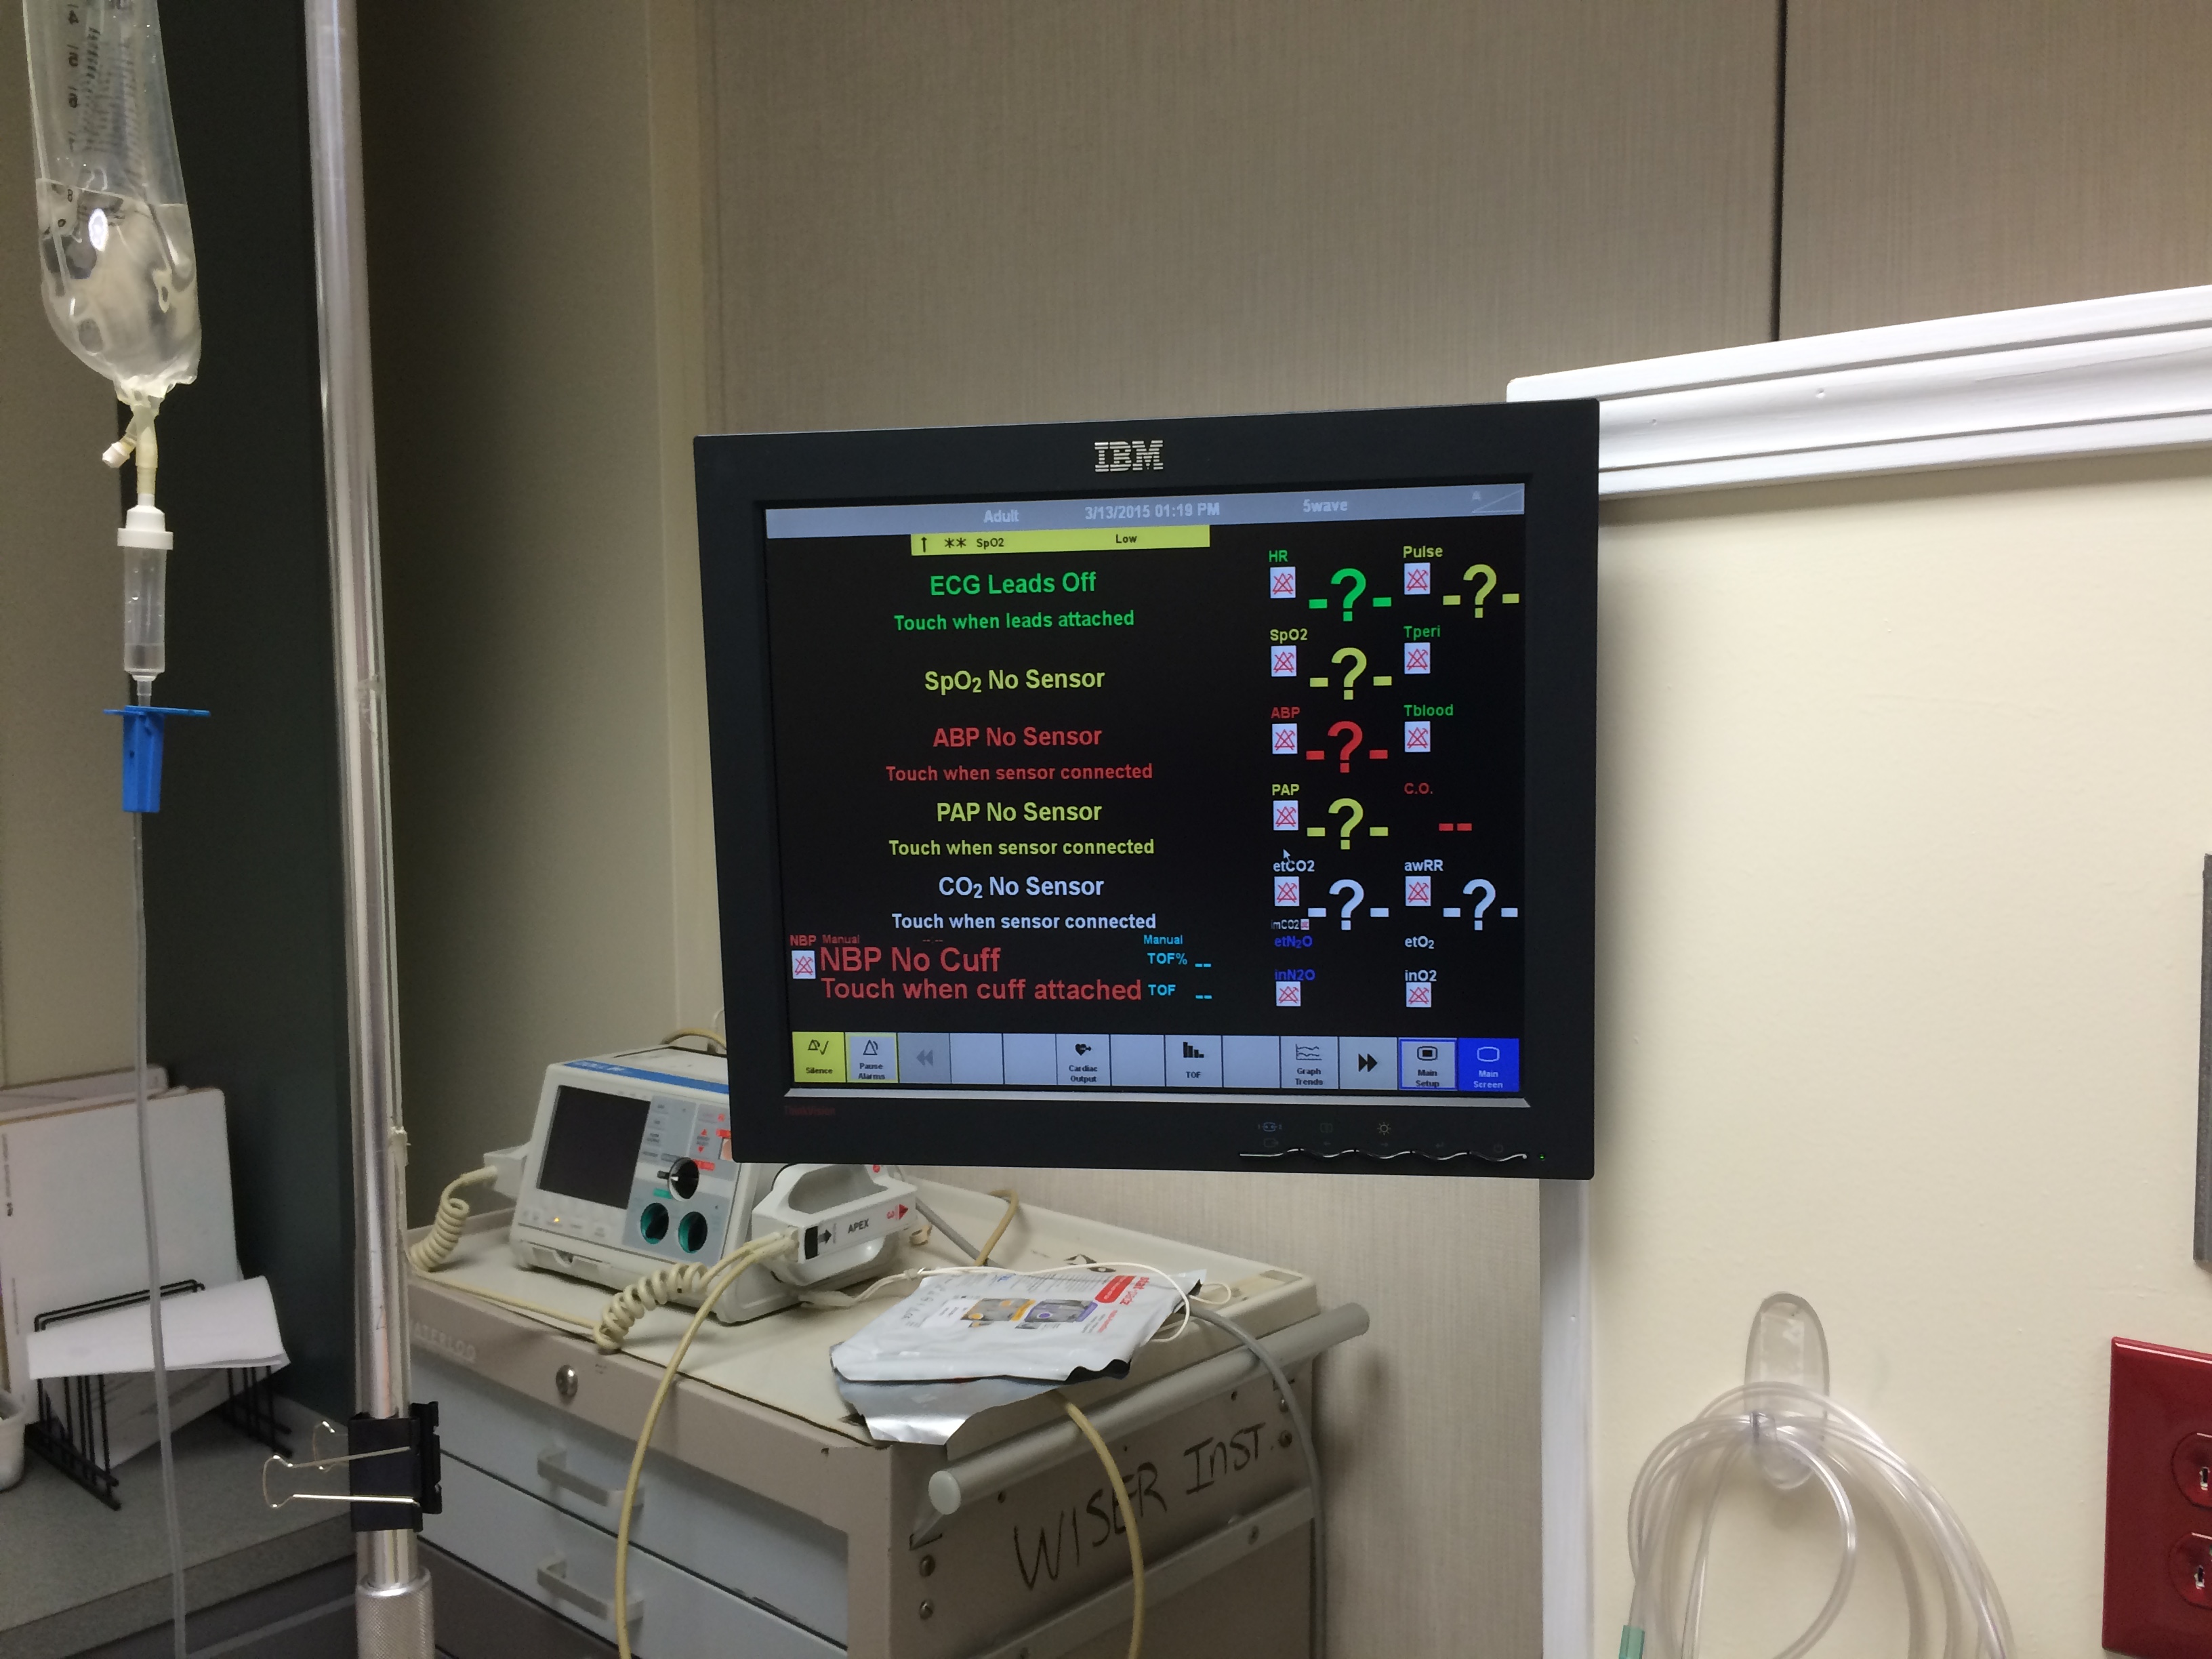 IBM
Adult 3/13/2015 01:19 PM 5wave
** SpO2 Low
ECG Leads Off
Touch when leads attached
SpO2 No Sensor
ABP No Sensor
Touch when sensor connected
PAP No Sensor
Touch when sensor connected
CO2 No Sensor
Touch when sensor connected
NBP Manual
NBP No Cuff
Touch when cuff attached
Manual
TOF% --
TOF --
HR -?-
Pulse -?-
SpO2 -?-
Tperi
ABP -?-
Tblood
PAP -?-
C.O. --
etCO2 -?-
awRR -?-
imCO2
etN2O
etO2
inN2O
inO2
Silence
Pause Alarms
Cardiac Output
TOF
Graph Trends
Main Setup
Main Screen
ThinkVision
APEX
WATERLOO
WISER INST.